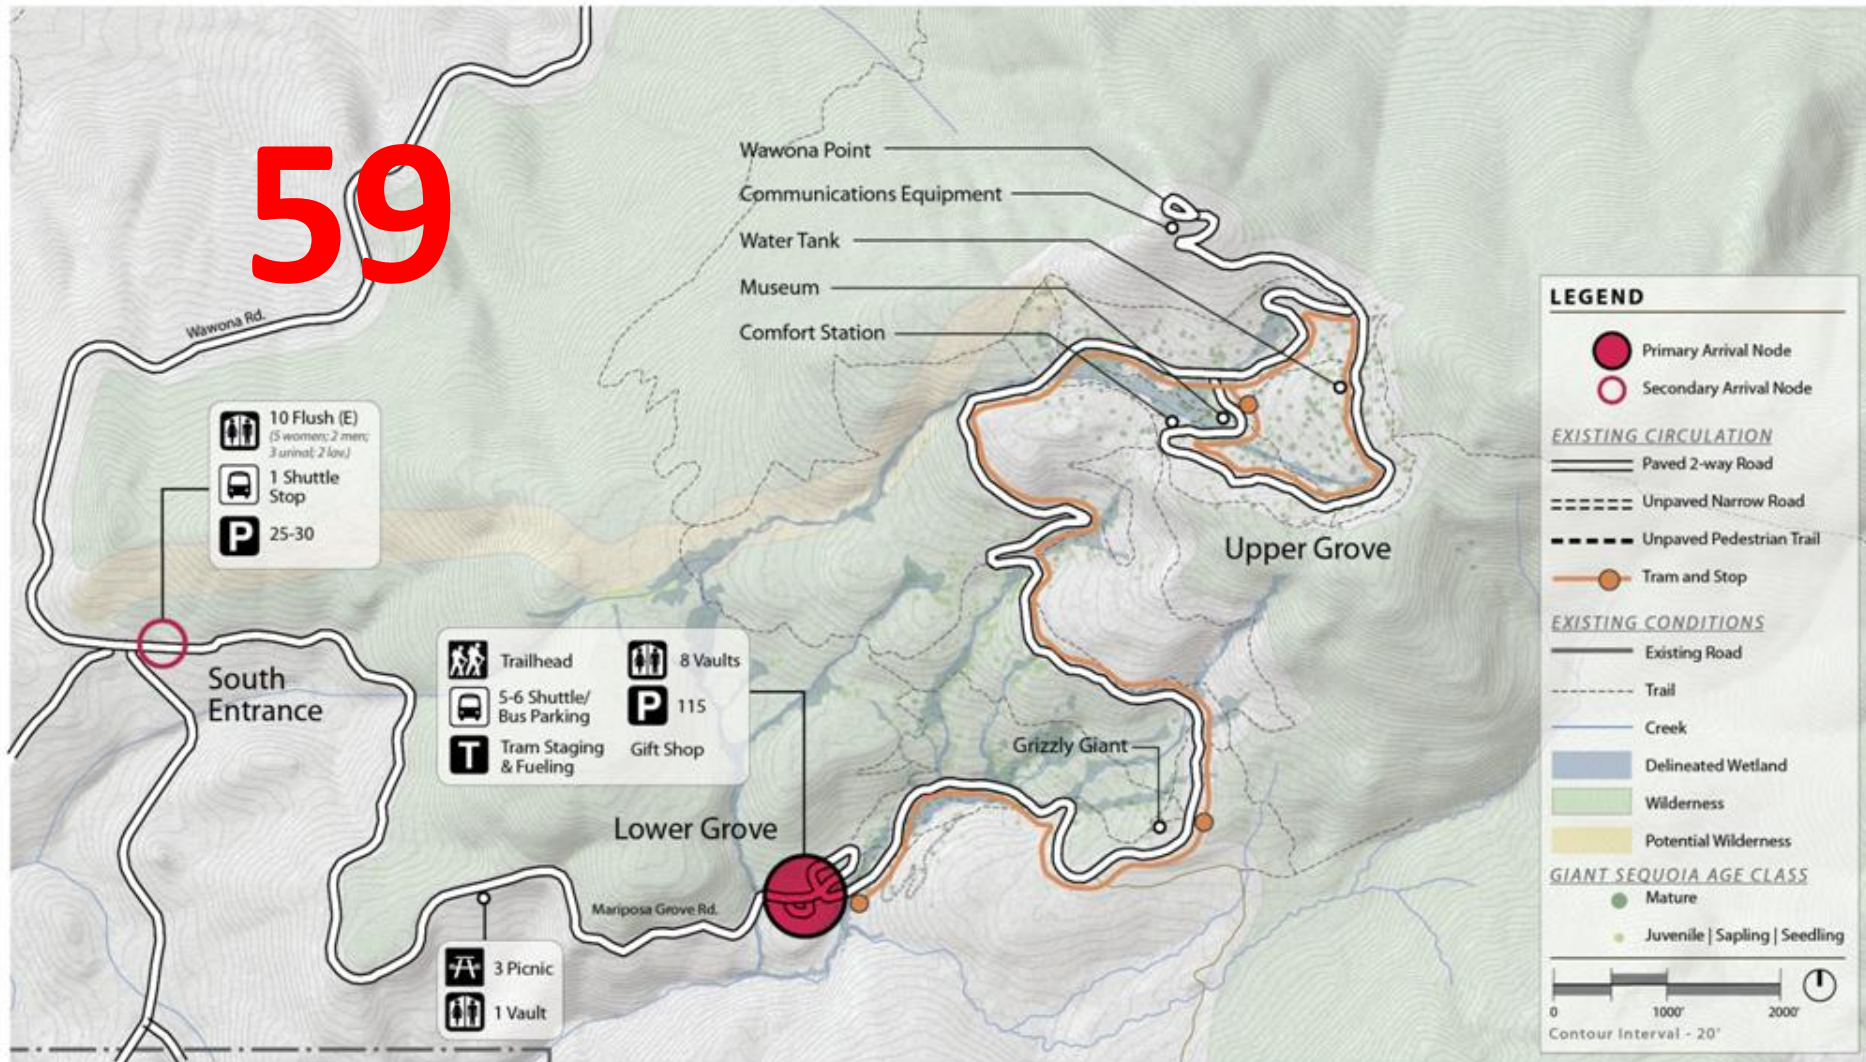 59
Wawona Point
Communications Equipment
Water Tank
Museum
Comfort Station
Wawona Rd.
10 Flush (E)
(5 women; 2 men;
3 urinal; 2 lav.)
1 Shuttle
Stop
P
25-30
South
Entrance
Trailhead
8 Vaults
5-6 Shuttle/
Bus Parking
P
115
T
Tram Staging
& Fueling
Gift Shop
Upper Grove
Grizzly Giant
Lower Grove
Mariposa Grove Rd.
3 Picnic
1 Vault
LEGEND
Primary Arrival Node
Secondary Arrival Node
EXISTING CIRCULATION
Paved 2-way Road
Unpaved Narrow Road
Unpaved Pedestrian Trail
Tram and Stop
EXISTING CONDITIONS
Existing Road
Trail
Creek
Delineated Wetland
Wilderness
Potential Wilderness
GIANT SEQUOIA AGE CLASS
Mature
Juvenile | Sapling | Seedling
0 1000' 2000'
Contour Interval - 20'